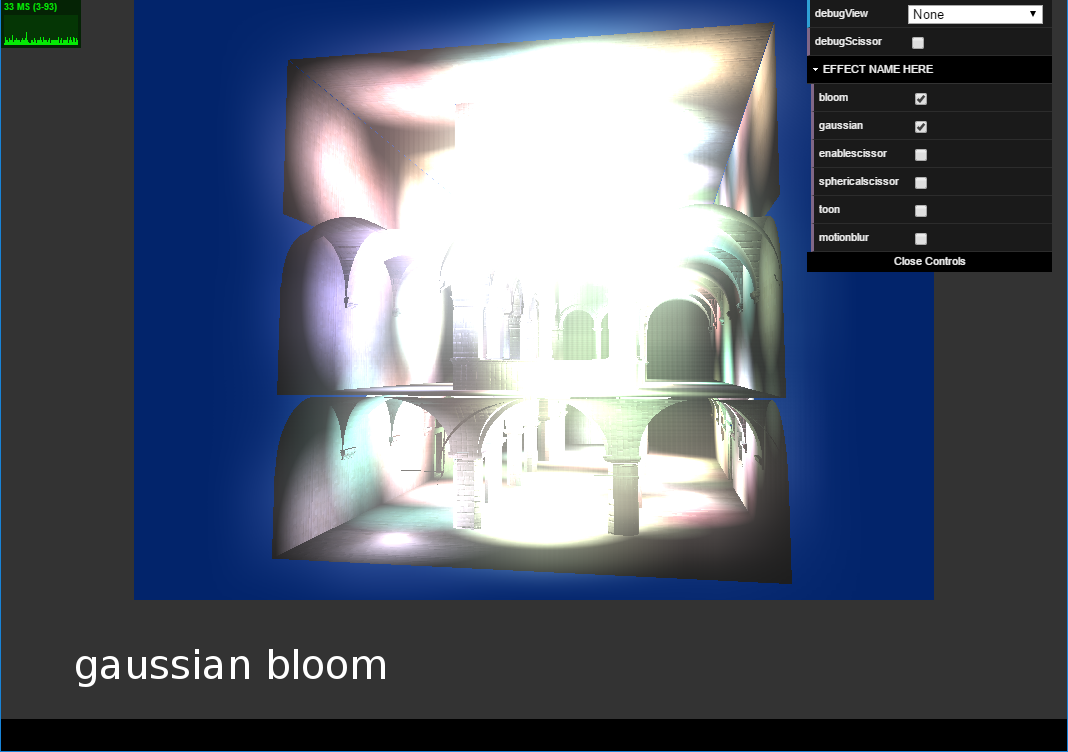 33 MS (3-93)
debugView None
debugScissor
EFFECT NAME HERE
bloom
gaussian
enablescissor
sphericalscissor
toon
motionblur
Close Controls
gaussian bloom